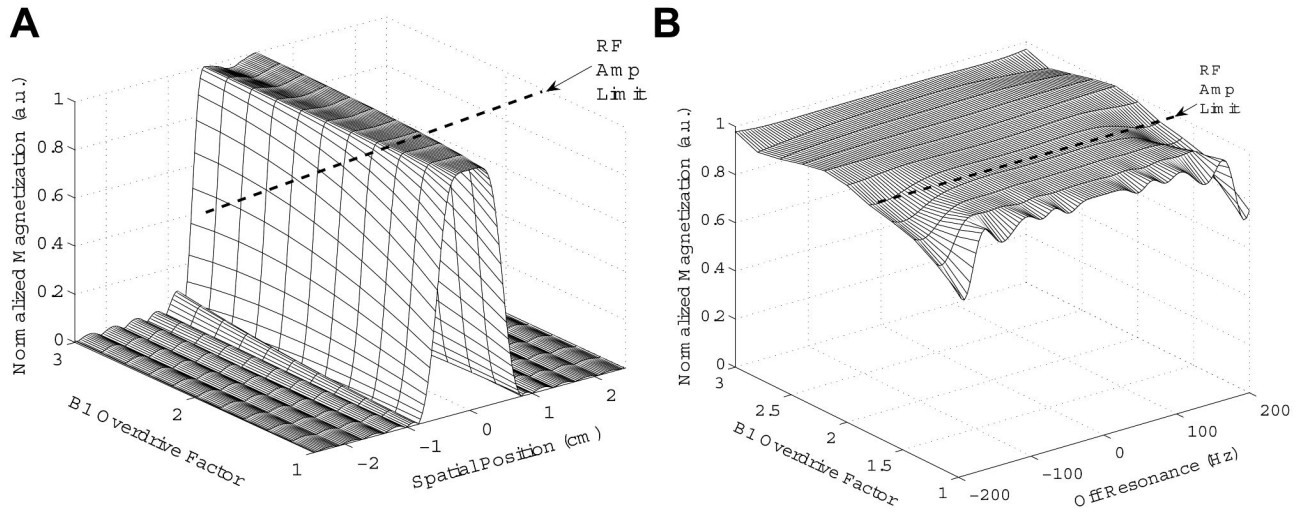 A
RF
Amp
Limit
Normalized Magnetization (a.u.)
1
0.8
0.6
0.4
0.2
0
3
2
1
B1 Overdrive Factor
-2
-1
0
1
2
Spatial Position (cm)
B
RF
Amp
Limit
Normalized Magnetization (a.u.)
1
0.8
0.6
0.4
0.2
0
3
2.5
2
1.5
1
B1 Overdrive Factor
-200
-100
0
100
200
Off Resonance (Hz)